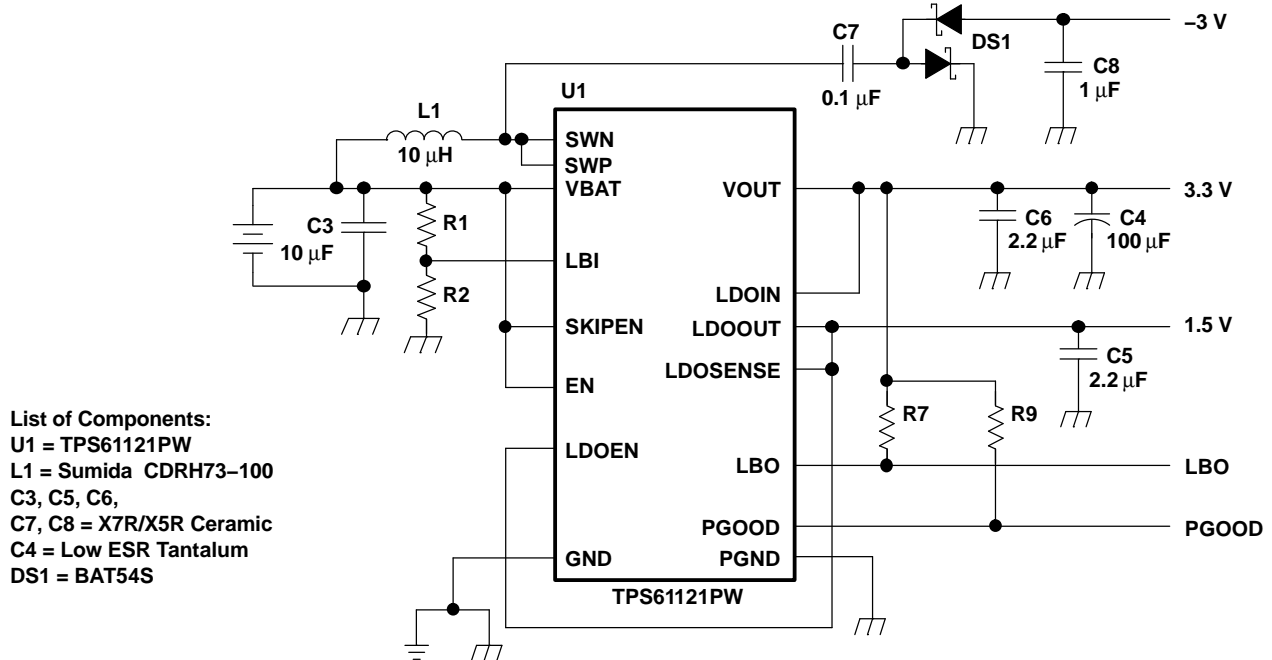 C7
0.1 μF
DS1
–3 V
C8
1 μF
U1
L1
10 μH
SWN
SWP
VBAT
VOUT
3.3 V
C3
10 μF
R1
R2
LBI
C6
2.2 μF
C4
100 μF
LDOIN
SKIPEN
LDOOUT
1.5 V
LDOSENSE
C5
2.2 μF
EN
R7
R9
LDOEN
LBO
LBO
PGOOD
PGOOD
GND
PGND
TPS61121PW
List of Components:
U1 = TPS61121PW
L1 = Sumida CDRH73–100
C3, C5, C6,
C7, C8 = X7R/X5R Ceramic
C4 = Low ESR Tantalum
DS1 = BAT54S